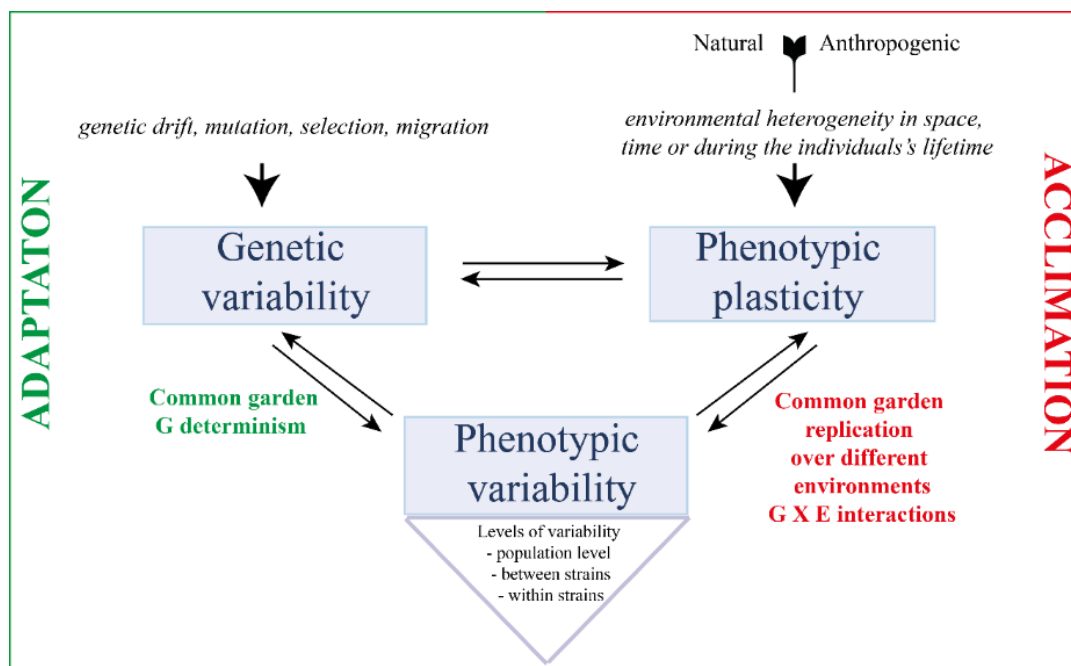 Natural Anthropogenic
genetic drift, mutation, selection, migration
environmental heterogeneity in space,
time or during the individuals's lifetime
ADAPTATON
ACCLIMATION
Genetic
variability
Phenotypic
plasticity
Common garden
G determinism
Common garden
replication
over different
environments
G X E interactions
Phenotypic
variability
Levels of variability
- population level
- between strains
- within strains